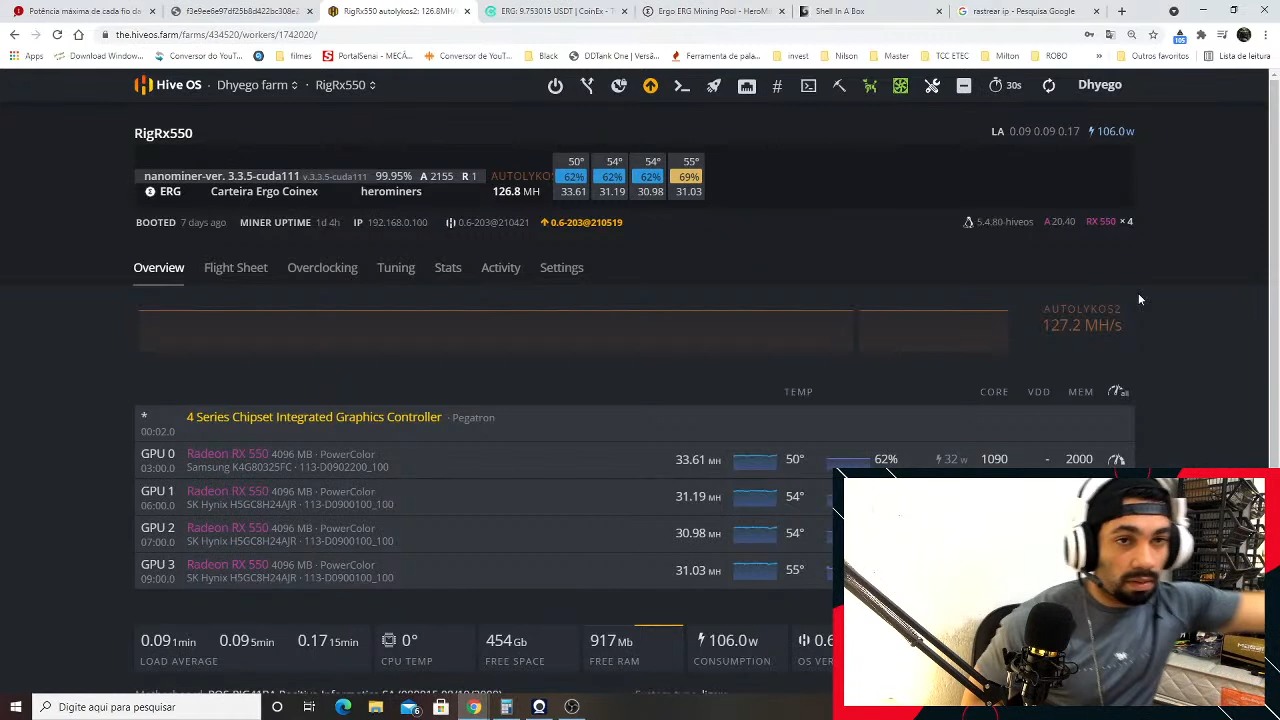 Potência máxima de cada fio da
f3e9ee6e97df25b8d422bc308e2
RigRx550 autolykos2: 126.8MH
ERG: 9.753015 USDT | CoinEx - T
Ergo ERG Mining Pool - HeroMi
Shell In A Box
rastrear ip - Pesquisa Google
the.hiveos.farm/farms/434520/workers/1742020/
105
Apps
Download Window...
Conversor de YouTu...
filmes
PortalSenai - MECÂ...
Conversor de YouTu...
Black
DDTank One
Ferramenta de pala...
invest
Nilson
Master
TCC ETEC
Milton
ROBO
»
Lista de leitura
Hive OS
Dhyego farm
RigRx550
30s
Dhyego
RigRx550
LA 0.09 0.09 0.17 106.0 w
50° 54° 54° 55°
nanominer-ver. 3.3.5-cuda111 v.3.3.5-cuda111 99.95% A 2155 R 1 AUTOLYKOS 62% 62% 62% 69%
ERG Carteira Ergo Coinex herominers 126.8 MH 33.61 31.19 30.98 31.03
BOOTED 7 days ago MINER UPTIME 1d 4h IP 192.168.0.100 0.6-203@210421 0.6-203@210519 5.4.80-hiveos A 20.40 RX 550 × 4
Overview Flight Sheet Overclocking Tuning Stats Activity Settings
AUTOLYKOS2
127.2 MH/s
TEMP CORE VDD MEM all
* 4 Series Chipset Integrated Graphics Controller · Pegatron
00:02.0
GPU 0 Radeon RX 550 4096 MB · PowerColor
03:00.0 Samsung K4G80325FC · 113-D0902200_100
33.61 MH 50° 62% 32 w 1090 - 2000
GPU 1 Radeon RX 550 4096 MB · PowerColor
06:00.0 SK Hynix H5GC8H24AJR · 113-D0900100_100
31.19 MH 54°
GPU 2 Radeon RX 550 4096 MB · PowerColor
07:00.0 SK Hynix H5GC8H24AJR · 113-D0900100_100
30.98 MH 54°
GPU 3 Radeon RX 550 4096 MB · PowerColor
09:00.0 SK Hynix H5GC8H24AJR · 113-D0900100_100
31.03 MH 55°
0.09 1min 0.09 5min 0.17 15min
LOAD AVERAGE
0°
CPU TEMP
454 Gb
FREE SPACE
917 Mb
FREE RAM
106.0 w
CONSUMPTION
0.6
OS VER
Digite aqui para pesquisar
6